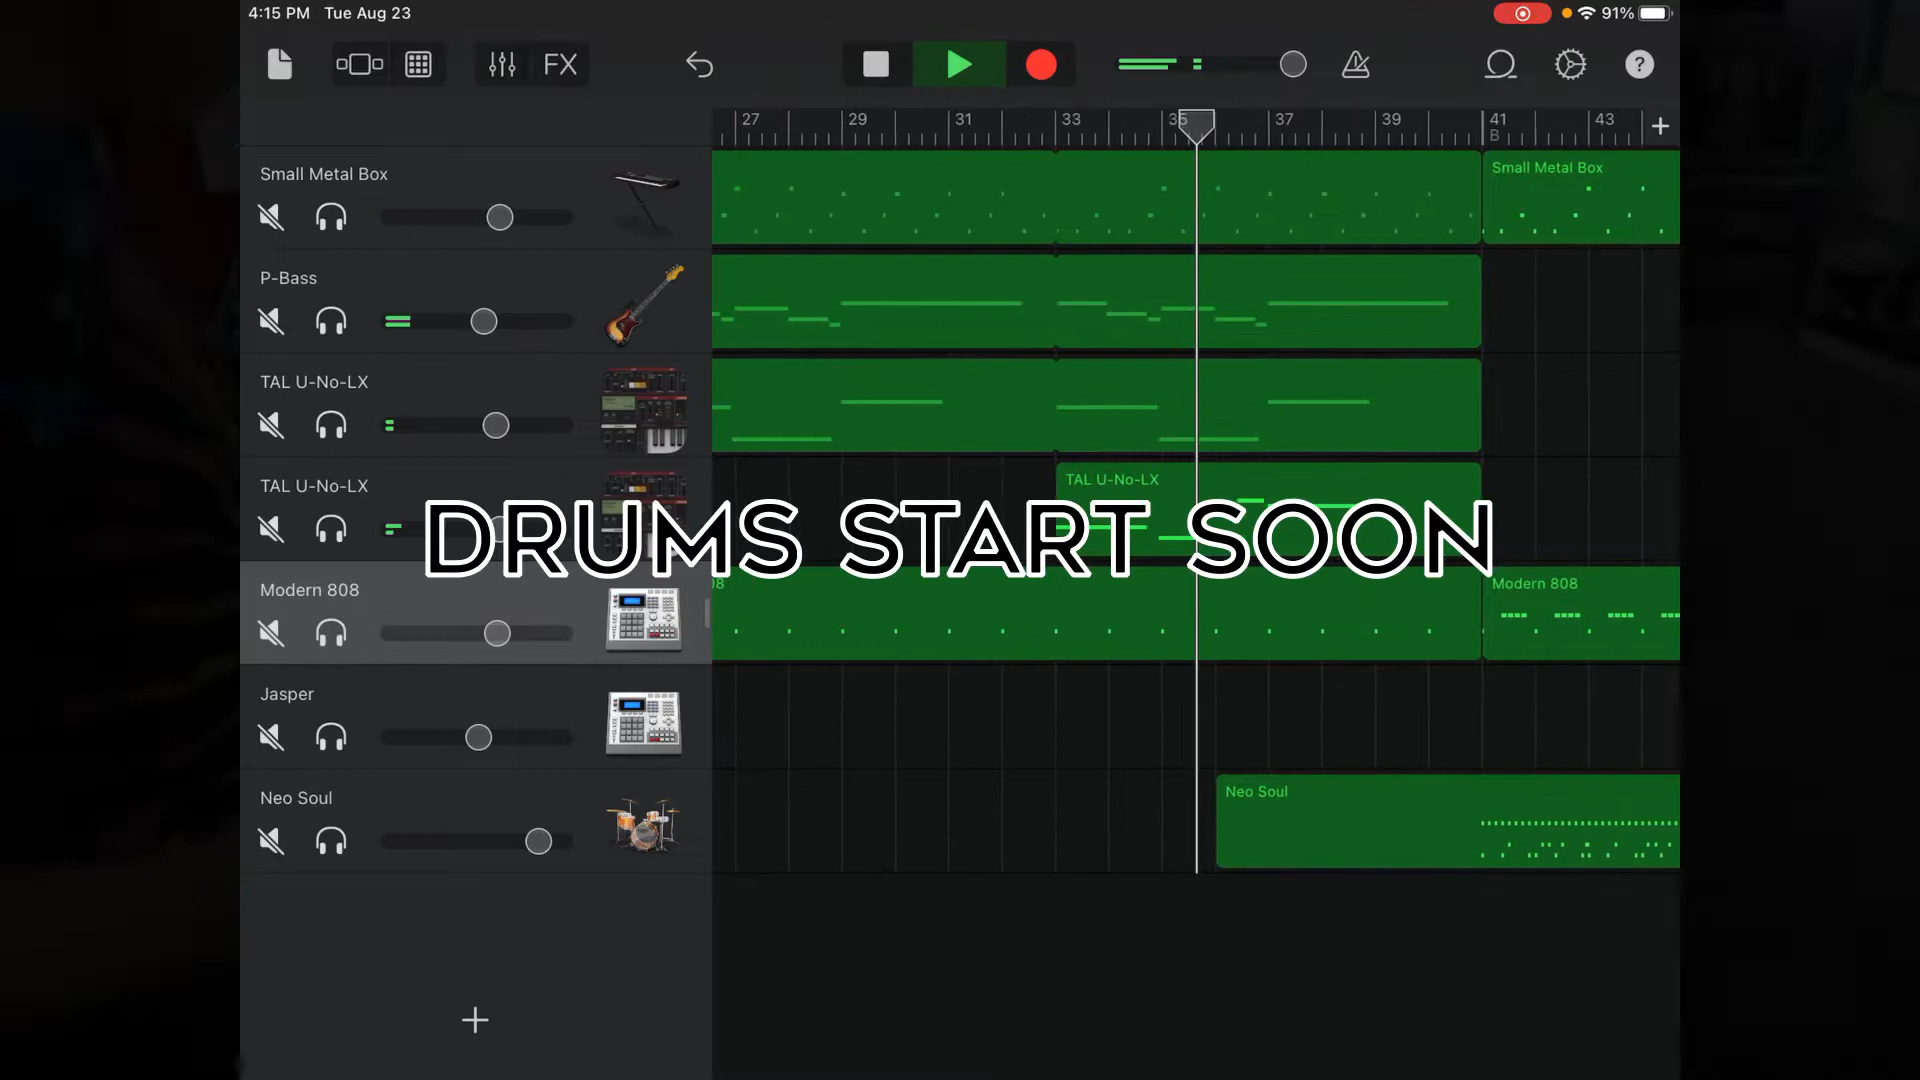 4:15 PM Tue Aug 23
91%
FX
?
27 29 31 33 35 37 39 41 43
B
Small Metal Box
Small Metal Box
P-Bass
TAL U-No-LX
TAL U-No-LX
TAL U-No-LX
DRUMS START SOON
Modern 808
08
Modern 808
Jasper
Neo Soul
Neo Soul